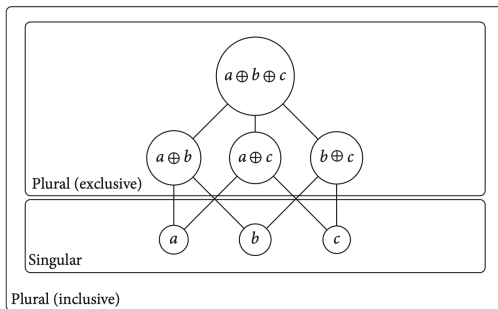 a ⊕ b ⊕ c
a ⊕ b
a ⊕ c
b ⊕ c
Plural (exclusive)
a
b
c
Singular
Plural (inclusive)